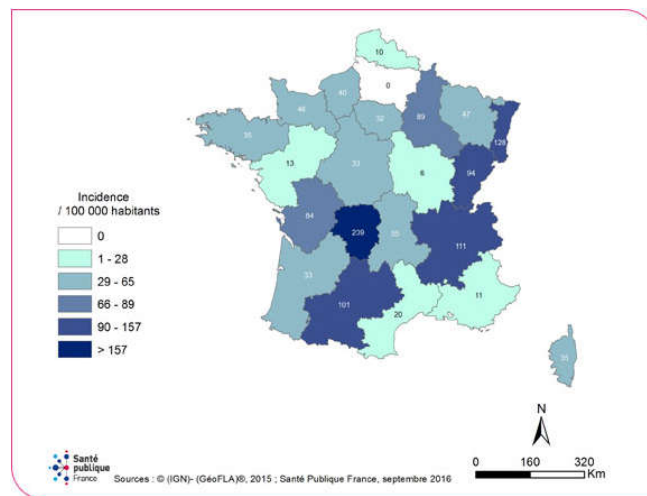 10
0
40
46
32
89
47
128
35
13
33
6
94
84
239
111
33
101
20
11
Incidence
/ 100 000 habitants
0
1 - 28
29 - 65
66 - 89
90 - 157
> 157
N
Santé
publique
France
Sources : © (IGN)- (GéoFLA)®, 2015 ; Santé Publique France, septembre 2016
0 160 320
Km